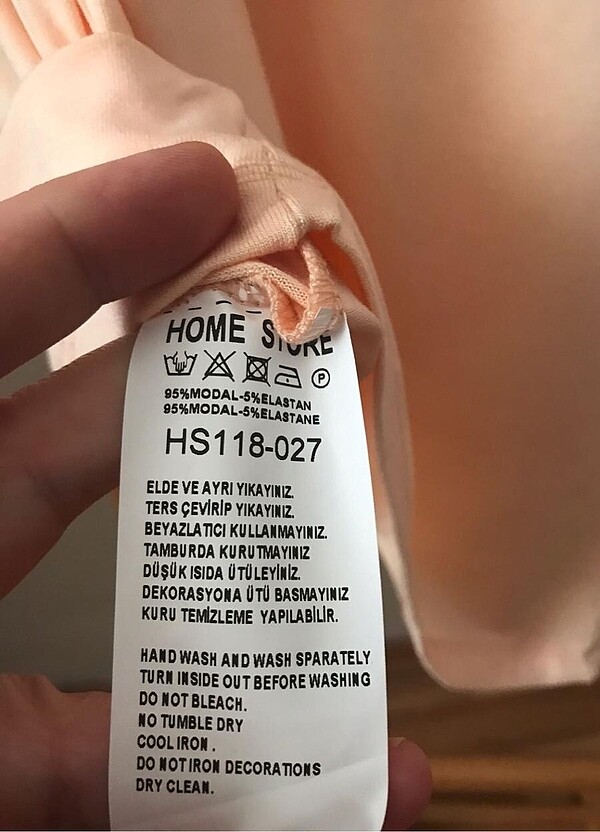 HOME STORE
P
95%MODAL-5%ELASTAN
95%MODAL-5%ELASTANE
HS118-027
ELDE VE AYRI YIKAYINIZ.
TERS ÇEVİRİP YIKAYINIZ.
BEYAZLATICI KULLANMAYINIZ.
TAMBURDA KURUTMAYINIZ
DÜŞÜK ISIDA ÜTÜLEYİNİZ.
DEKORASYONA ÜTÜ BASMAYINIZ
KURU TEMİZLEME YAPILABİLİR.
HAND WASH AND WASH SPARATELY
TURN INSIDE OUT BEFORE WASHING
DO NOT BLEACH.
NO TUMBLE DRY
COOL IRON .
DO NOT IRON DECORATIONS
DRY CLEAN.